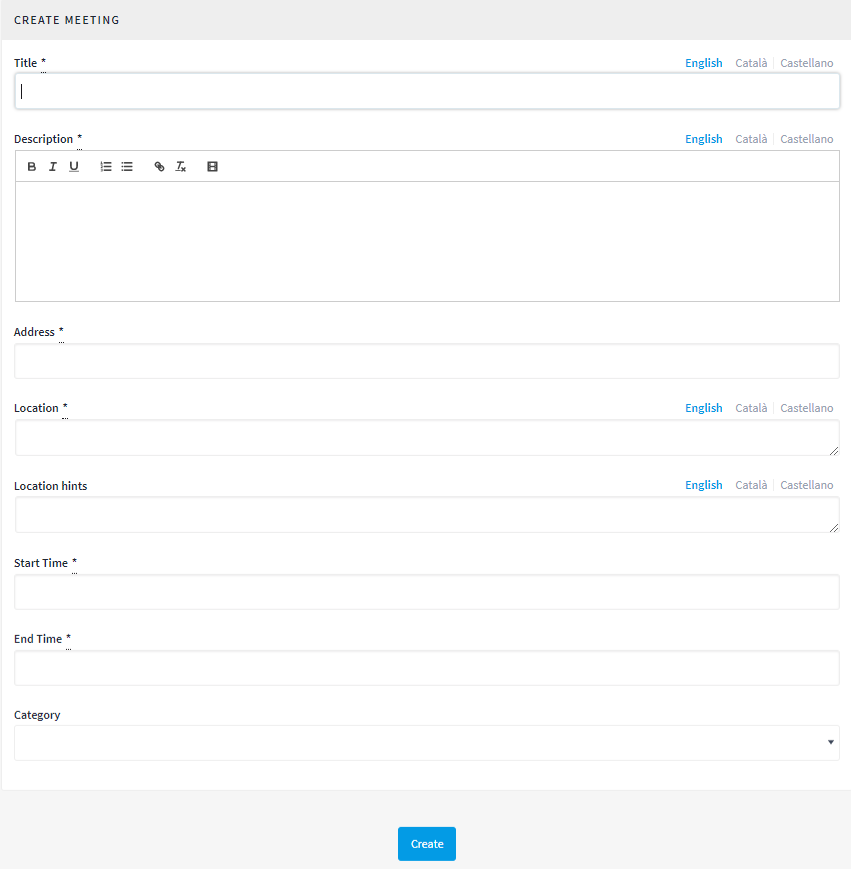 CREATE MEETING
Title * English Català Castellano
Description * English Català Castellano
B I U
Address *
Location * English Català Castellano
Location hints English Català Castellano
Start Time *
End Time *
Category
Create